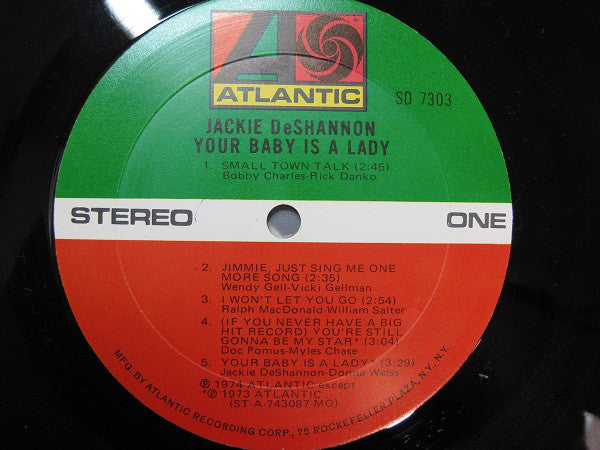 ATLANTIC
SD 7303
JACKIE DeSHANNON
YOUR BABY IS A LADY
1. SMALL TOWN TALK (2:45)
Bobby Charles-Rick Danko
STEREO ONE
2. JIMMIE, JUST SING ME ONE
MORE SONG (2:35)
Wendy Gell-Vicki Gellman
3. I WON'T LET YOU GO (2:54)
Ralph MacDonald-William Salter
4. (IF YOU NEVER HAVE A BIG
HIT RECORD) YOU'RE STILL
GONNA BE MY STAR* (3:04)
Doc Pomus-Myles Chase
5. YOUR BABY IS A LADY* (3:29)
Jackie DeShannon-Donna Weiss
℗ 1974 ATLANTIC except
*℗ 1973 ATLANTIC
(ST-A-743087-MO)
MFG. BY ATLANTIC RECORDING CORP., 75 ROCKEFELLER PLAZA, N.Y., N.Y.